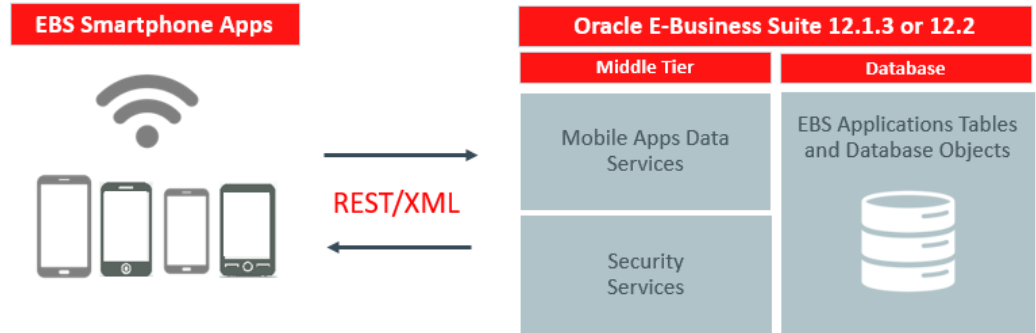 EBS Smartphone Apps
REST/XML
Oracle E-Business Suite 12.1.3 or 12.2
Middle Tier
Database
Mobile Apps Data
Services
EBS Applications Tables
and Database Objects
Security
Services